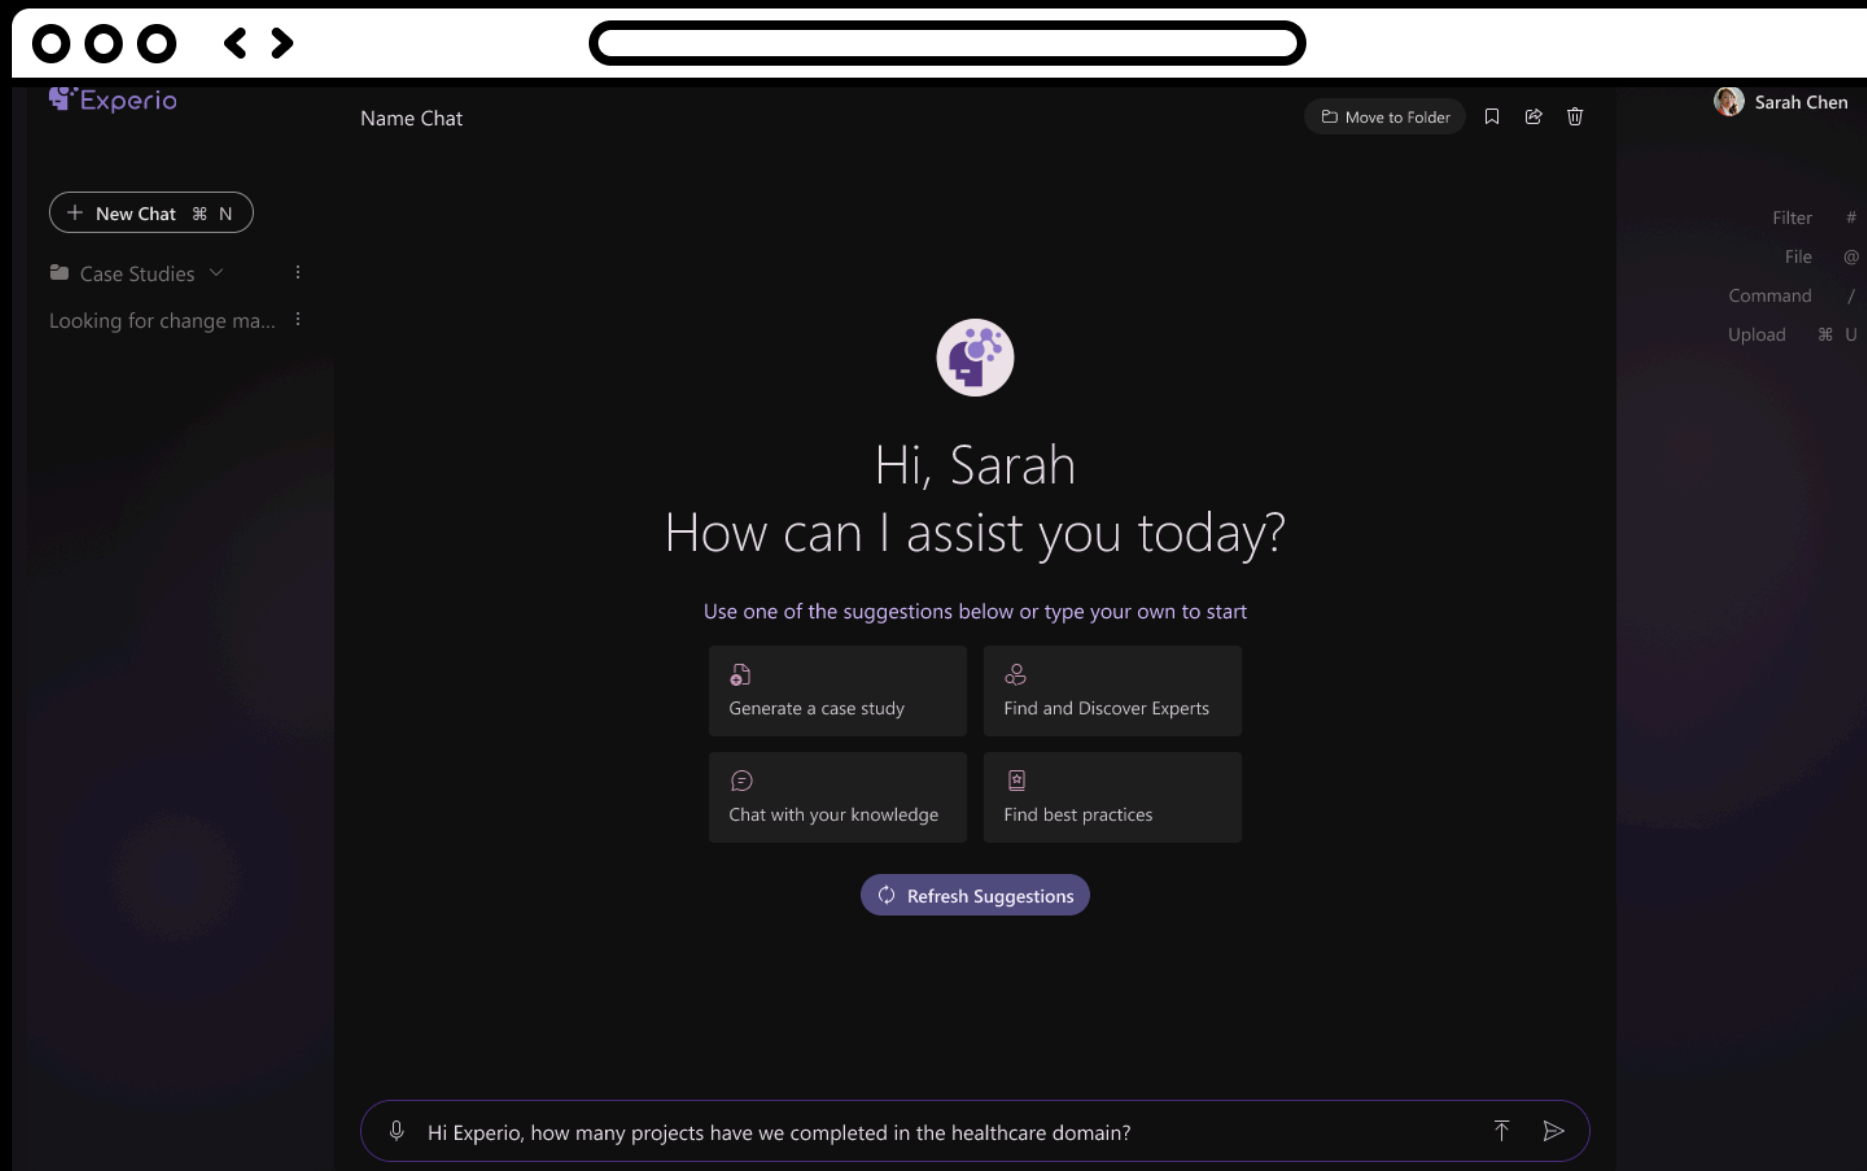 Experio
Name Chat
Move to Folder
Sarah Chen
New Chat ⌘ N
Case Studies
Looking for change ma...
Filter #
File @
Command /
Upload ⌘ U
Hi, Sarah
How can I assist you today?
Use one of the suggestions below or type your own to start
Generate a case study
Find and Discover Experts
Chat with your knowledge
Find best practices
Refresh Suggestions
Hi Experio, how many projects have we completed in the healthcare domain?